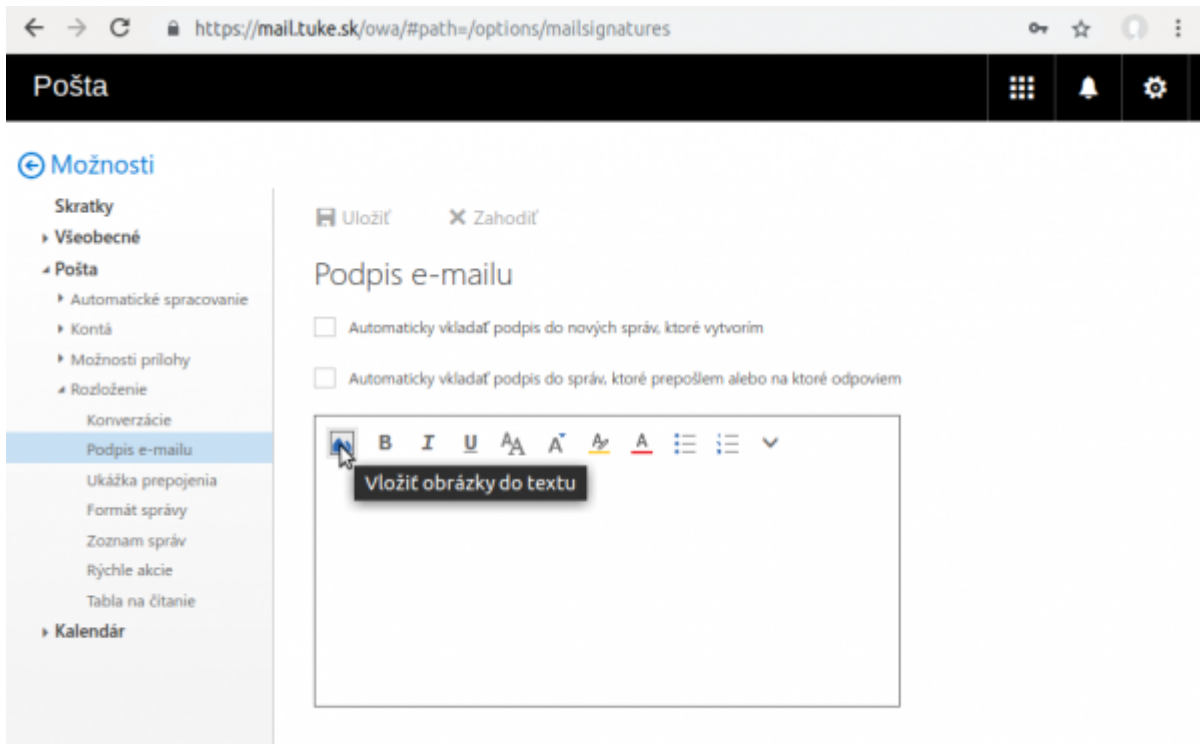 https://mail.tuke.sk/owa/#path=/options/mailsignatures
Pošta
Možnosti
Skratky
Všeobecné
Pošta
Automatické spracovanie
Kontá
Možnosti prílohy
Rozloženie
Konverzácie
Podpis e-mailu
Ukážka prepojenia
Formát správy
Zoznam správ
Rýchle akcie
Tabla na čítanie
Kalendár
Uložiť Zahodiť
Podpis e-mailu
Automaticky vkladať podpis do nových správ, ktoré vytvorím
Automaticky vkladať podpis do správ, ktoré prepošlem alebo na ktoré odpoviem
B I U AA A A A
Vložiť obrázky do textu